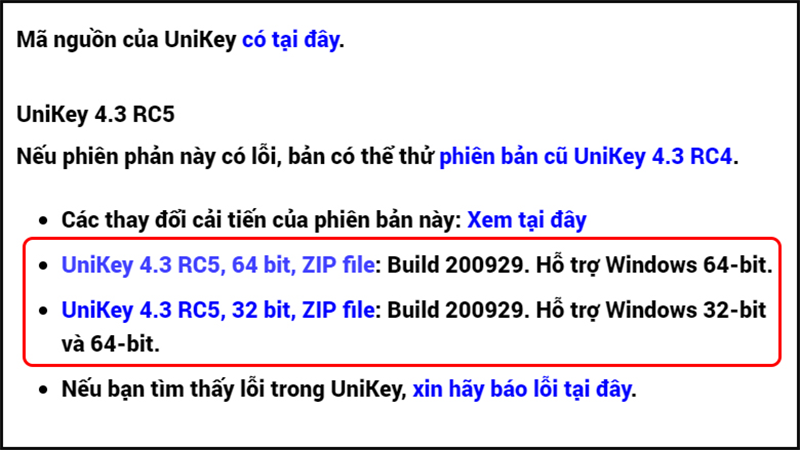 Mã nguồn của UniKey có tại đây.
UniKey 4.3 RC5
Nếu phiên phản này có lỗi, bản có thể thử phiên bản cũ UniKey 4.3 RC4.
• Các thay đổi cải tiến của phiên bản này: Xem tại đây
• UniKey 4.3 RC5, 64 bit, ZIP file: Build 200929. Hỗ trợ Windows 64-bit.
• UniKey 4.3 RC5, 32 bit, ZIP file: Build 200929. Hỗ trợ Windows 32-bit
và 64-bit.
• Nếu bạn tìm thấy lỗi trong UniKey, xin hãy báo lỗi tại đây.